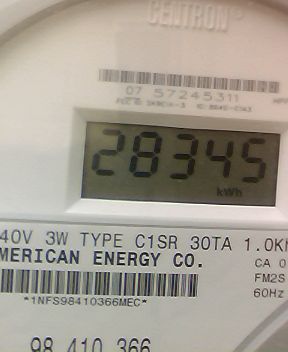 CENTRON®
07 57245311
28345
kWh
40V 3W TYPE C1SR 30TA 1.0K
MERICAN ENERGY CO.
CA 0
FM2S
*1NFS98410366MEC*
60Hz
98 410 366